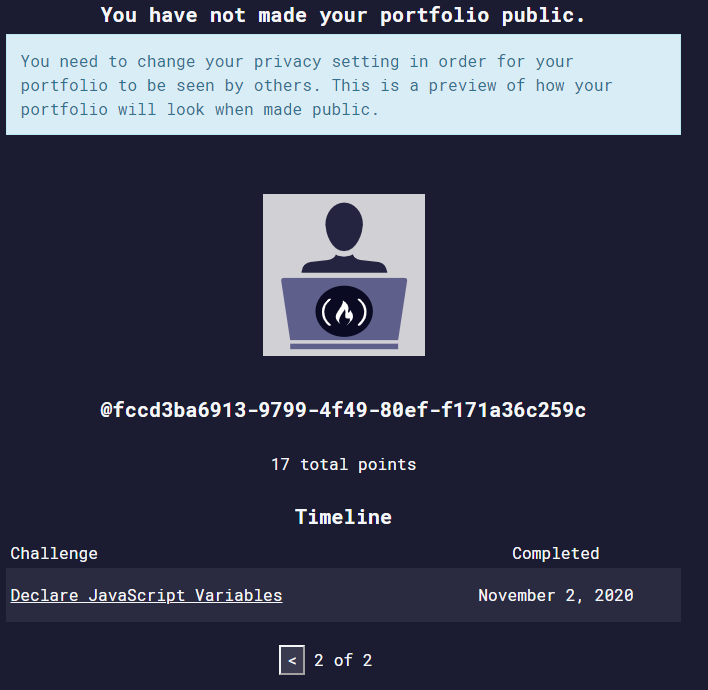 You have not made your portfolio public.
You need to change your privacy setting in order for your
portfolio to be seen by others. This is a preview of how your
portfolio will look when made public.
@fccd3ba6913-9799-4f49-80ef-f171a36c259c
17 total points
Timeline
Challenge Completed
Declare JavaScript Variables November 2, 2020
< 2 of 2